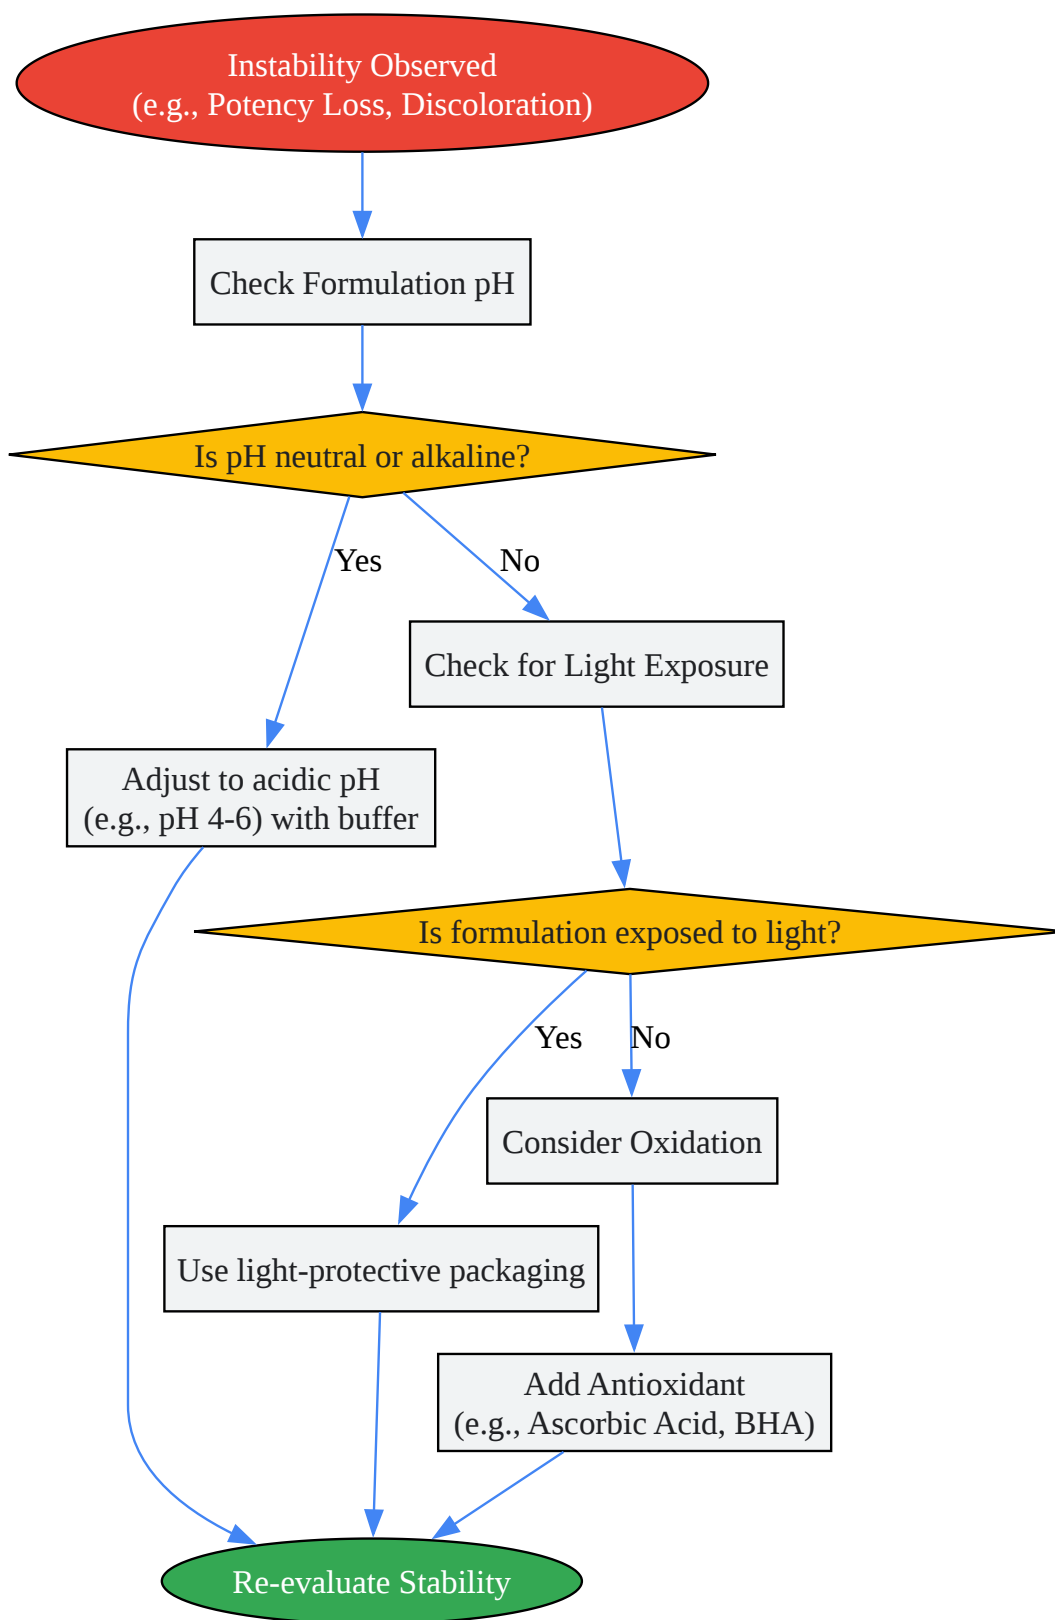 Instability Observed
(e.g., Potency Loss, Discoloration)
Check Formulation pH
Is pH neutral or alkaline?
Yes
No
Check for Light Exposure
Adjust to acidic pH
(e.g., pH 4-6) with buffer
Is formulation exposed to light?
Yes
No
Consider Oxidation
Use light-protective packaging
Add Antioxidant
(e.g., Ascorbic Acid, BHA)
Re-evaluate Stability